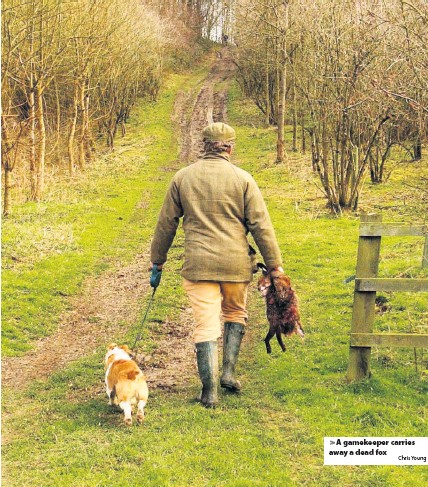 > A gamekeeper carries
away a dead fox
Chris Young